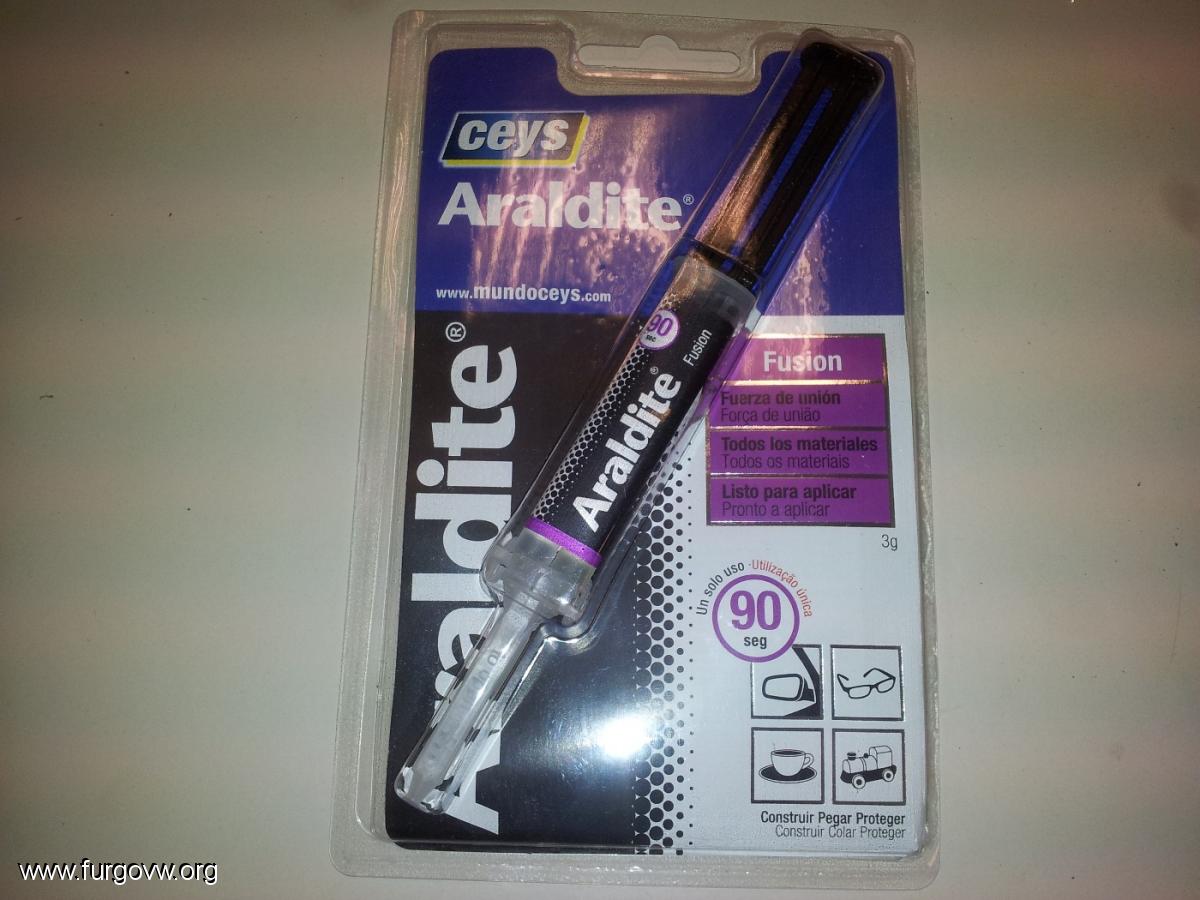 ceys
Araldite®
www.mundoceys.com
Araldite®
90
sec
Fusion
Araldite®
Fusion
Fuerza de unión
Força de união
Todos los materiales
Todos os materiais
Listo para aplicar
Pronto a aplicar
3g
Un solo uso · Utilização única
90
seg
Construir Pegar Proteger
Construir Colar Proteger
www.furgovw.org